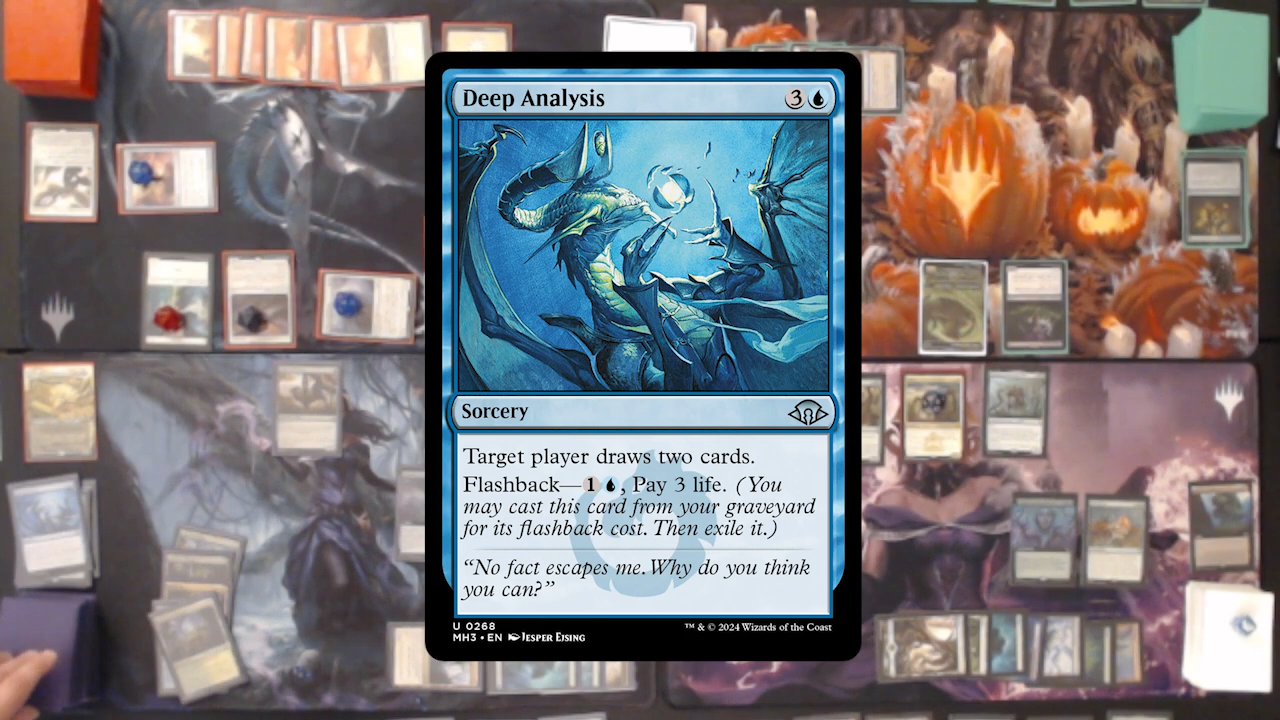 Deep Analysis 3
Sorcery
Target player draws two cards.
Flashback—1 , Pay 3 life. (You
may cast this card from your graveyard
for its flashback cost. Then exile it.)
“No fact escapes me. Why do you think
you can?”
U 0268
MH3 • EN Jesper Eising
™ & © 2024 Wizards of the Coast